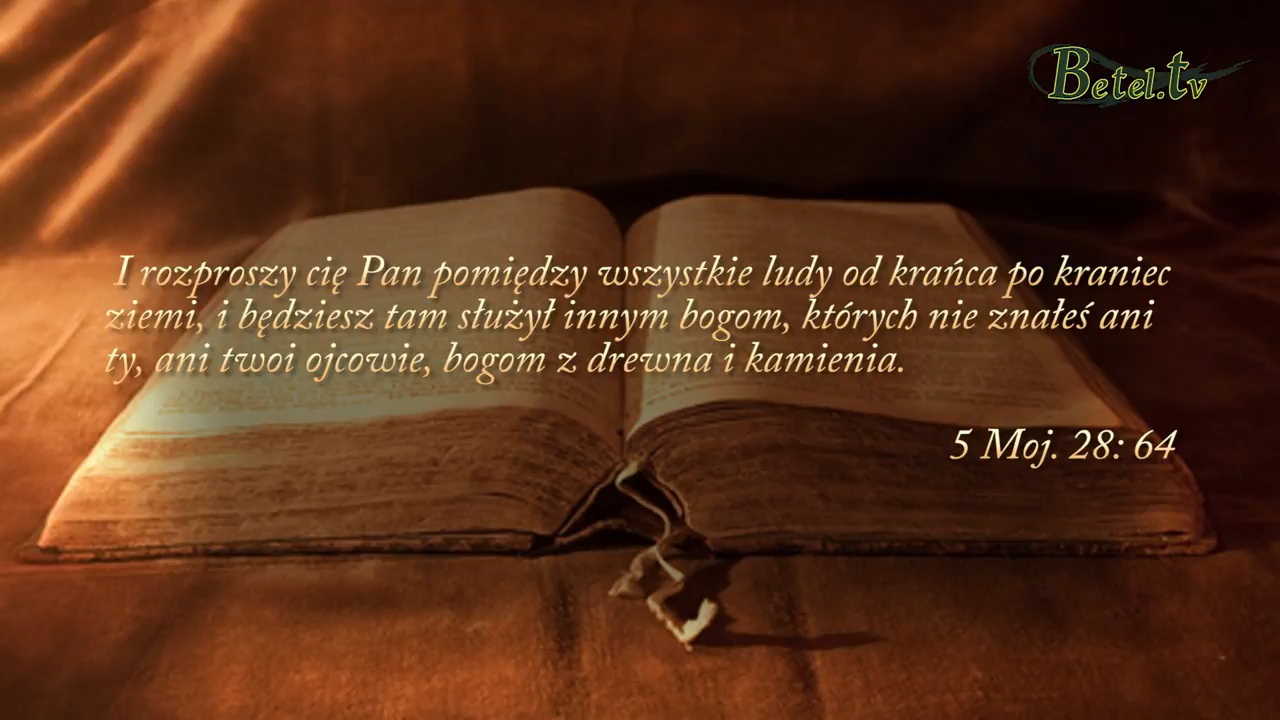 Betel.tv
I rozproszy cię Pan pomiędzy wszystkie ludy od krańca po kraniec
ziemi, i będziesz tam służył innym bogom, których nie znałeś ani
ty, ani twoi ojcowie, bogom z drewna i kamienia.
5 Moj. 28: 64